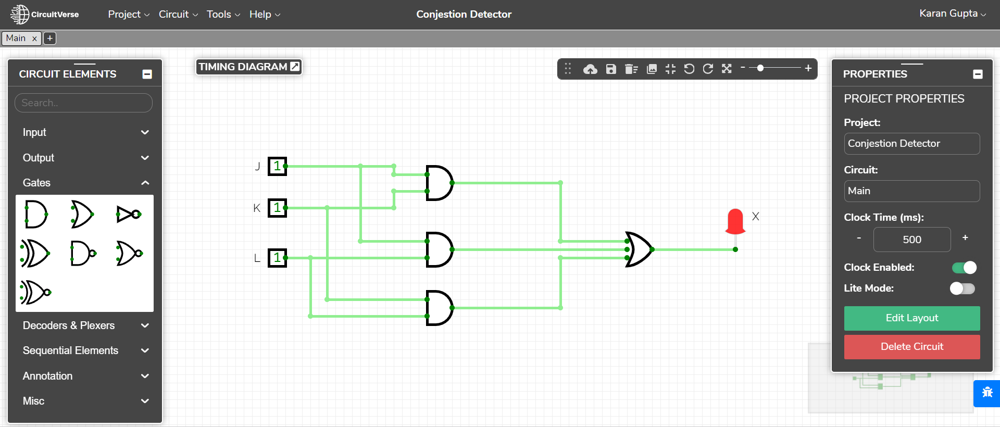 CircuitVerse
Project Circuit Tools Help
Conjestion Detector
Karan Gupta
Main x +
CIRCUIT ELEMENTS
Search..
Input
Output
Gates
Decoders & Plexers
Sequential Elements
Annotation
Misc
TIMING DIAGRAM
- +
J 1
K 1
L 1
X
PROPERTIES
PROJECT PROPERTIES
Project:
Conjestion Detector
Circuit:
Main
Clock Time (ms):
- 500 +
Clock Enabled:
Lite Mode:
Edit Layout
Delete Circuit